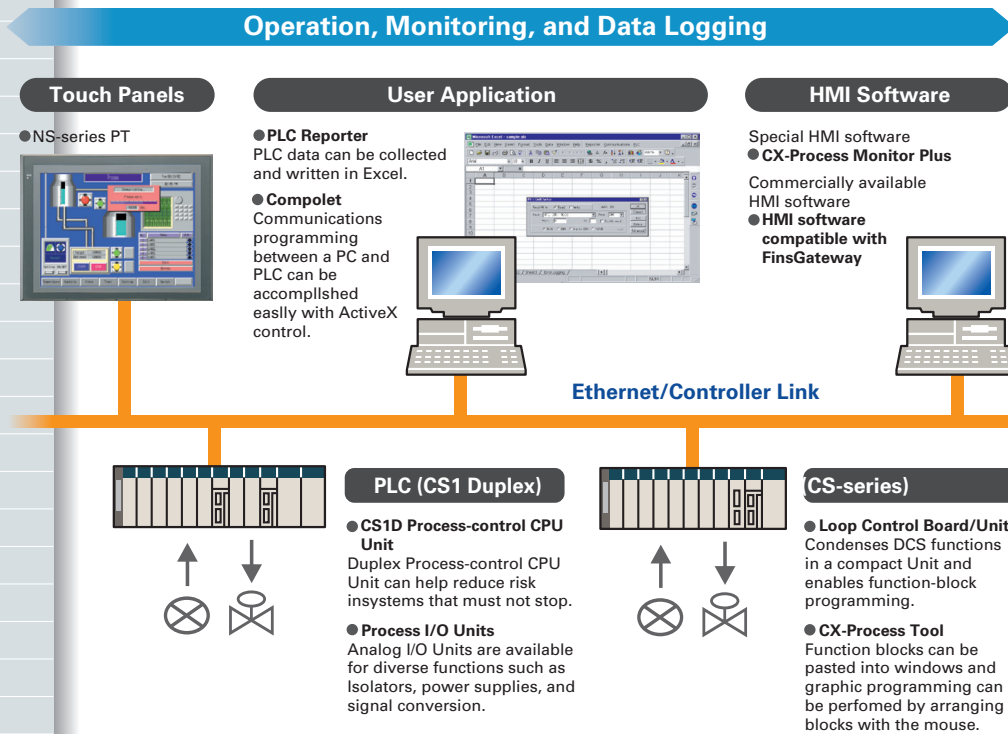 Operation, Monitoring, and Data Logging
Touch Panels
●NS-series PT
User Application
●PLC Reporter
PLC data can be collected
and written in Excel.
●Compolet
Communications
programming
between a PC and
PLC can be
accompllshed
easlly with ActiveX
control.
HMI Software
Special HMI software
●CX-Process Monitor Plus
Commercially available
HMI software
●HMI software
compatible with
FinsGateway
Ethernet/Controller Link
PLC (CS1 Duplex)
●CS1D Process-control CPU
Unit
Duplex Process-control CPU
Unit can help reduce risk
insystems that must not stop.
●Process I/O Units
Analog I/O Units are available
for diverse functions such as
Isolators, power supplies, and
signal conversion.
(CS-series)
●Loop Control Board/Unit
Condenses DCS functions
in a compact Unit and
enables function-block
programming.
●CX-Process Tool
Function blocks can be
pasted into windows and
graphic programming can
be perfomed by arranging
blocks with the mouse.